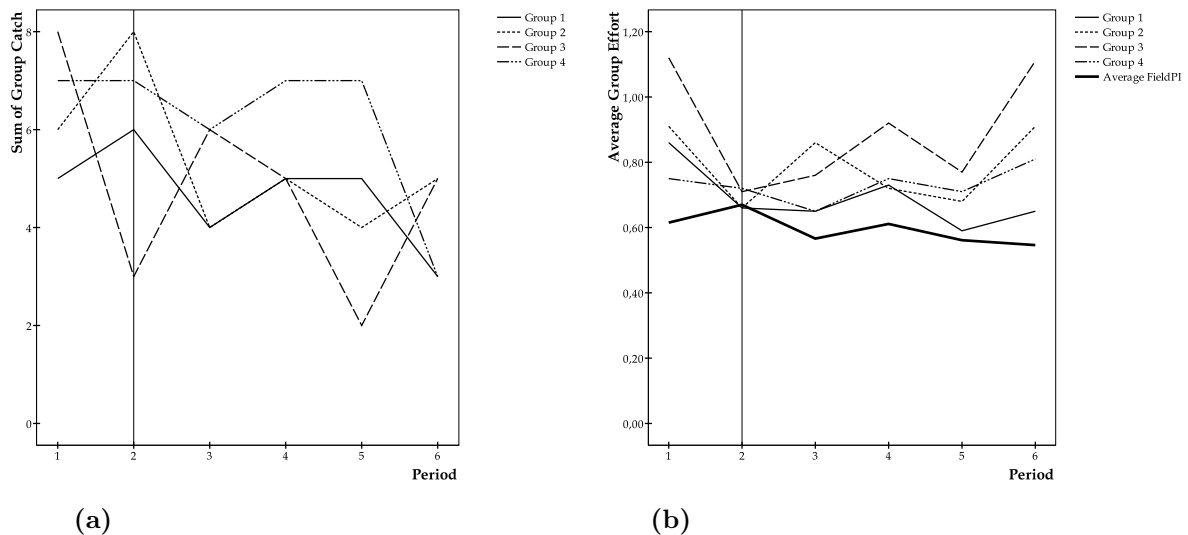 Sum of Group Catch
8
6
4
2
0
1 2 3 4 5 6
Period
Group 1
Group 2
Group 3
Group 4
(a)
Average Group Effort
1,20
1,00
0,80
0,60
0,40
0,20
0,00
1 2 3 4 5 6
Period
Group 1
Group 2
Group 3
Group 4
Average FieldPI
(b)